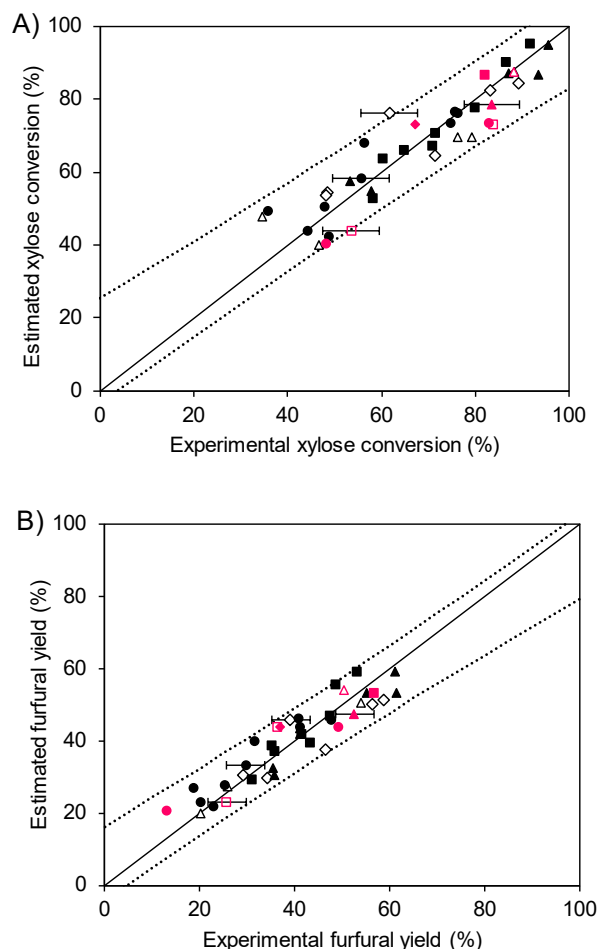 A)
100
80
60
40
20
0
Estimated xylose conversion (%)
0 20 40 60 80 100
Experimental xylose conversion (%)
B)
100
80
60
40
20
0
Estimated furfural yield (%)
0 20 40 60 80 100
Experimental furfural yield (%)